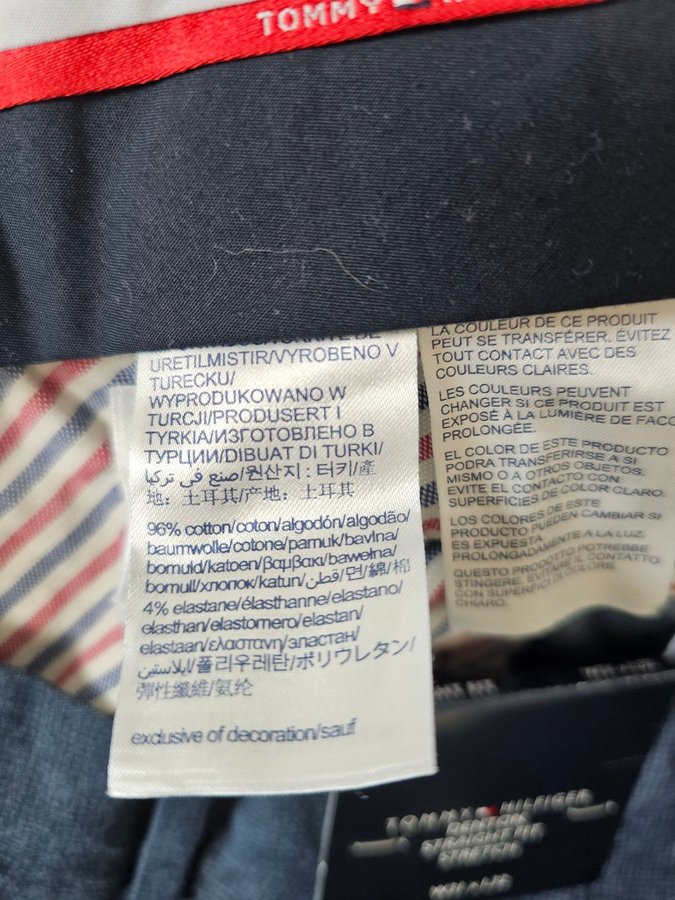 TOMMY
URETILMISTIR/VYROBENO V
TURECKU/
WYPRODUKOWANO W
TURCJI/PRODUSERT I
TYRKIA/ИЗГОТОВЛЕНО В
ТУРЦИИ/DIBUAT DI TURKI/
صنع في تركيا/원산지 : 터키/產
地：土耳其/产地：土耳其
96% cotton/coton/algodón/algodão/
baumwolle/cotone/pamuk/bavlna/
bomuld/katoen/βαμβακι/bawełna/
bomull/хлопок/katun/قطن/면/綿/棉
4% elastane/élasthanne/elastano/
elasthan/elastomero/elastan/
elastaan/ελαστανη/эластан/
ايلاستين/폴리우레탄/ポリウレタン/
彈性纖維/氨纶
exclusive of decoration/sauf
LA COULEUR DE CE PRODUIT
PEUT SE TRANSFÉRER. ÉVITEZ
TOUT CONTACT AVEC DES
COULEURS CLAIRES.
LES COULEURS PEUVENT
CHANGER SI CE PRODUIT EST
EXPOSÉ À LA LUMIÈRE DE FAÇO
PROLONGÉE.
EL COLOR DE ESTE PRODUCTO
PODRA TRANSFERIRSE A SI
MISMO O A OTROS OBJETOS.
EVITE EL CONTACTO CON
SUPERFICIES DE COLOR CLARO.
LOS COLORES DE ESTE
PRODUCTO PUEDEN CAMBIAR SI
ES EXPUESTA A LA LUZ.
PROLONGADAMENTE
QUESTO PRODOTTO POTREBBE
STINGERE. EVITARE IL CONTATTO
CON SUPERFICI DI COLORE
CHIARO.
TOMMY HILFIGER
DENTON
STRAIGHT FIT
STRETCH